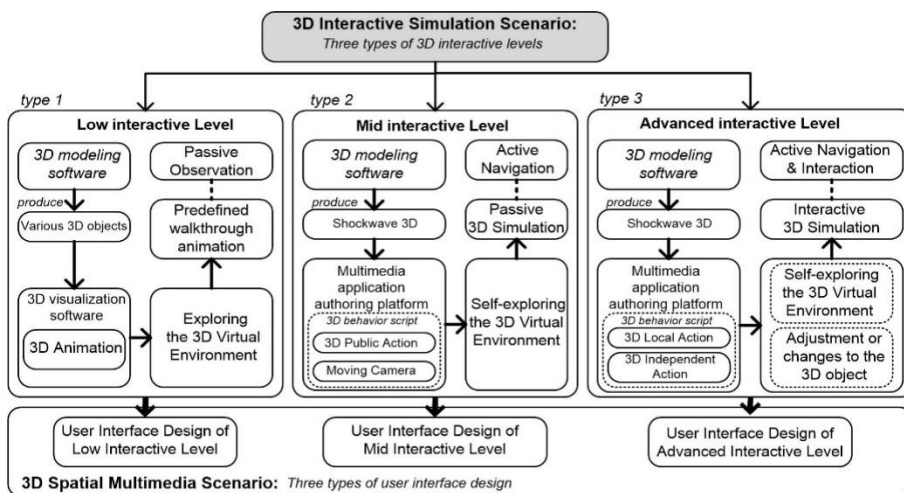 3D Interactive Simulation Scenario:
Three types of 3D interactive levels
type 1
Low interactive Level
3D modeling
software
produce
Various 3D objects
3D visualization
software
3D Animation
Passive
Observation
Predefined
walkthrough
animation
Exploring
the 3D Virtual
Environment
type 2
Mid interactive Level
3D modeling
software
produce
Shockwave 3D
Multimedia
application
authoring platform
3D behavior script
3D Public Action
Moving Camera
Active
Navigation
Passive
3D Simulation
Self-exploring
the 3D Virtual
Environment
type 3
Advanced interactive Level
3D modeling
software
produce
Shockwave 3D
Multimedia
application
authoring platform
3D behavior script
3D Local Action
3D Independent
Action
Active Navigation
& Interaction
Interactive
3D Simulation
Self-exploring
the 3D Virtual
Environment
Adjustment or
changes to the
3D object
User Interface Design of
Low Interactive Level
User Interface Design of
Mid Interactive Level
User Interface Design of
Advanced Interactive Level
3D Spatial Multimedia Scenario: Three types of user interface design